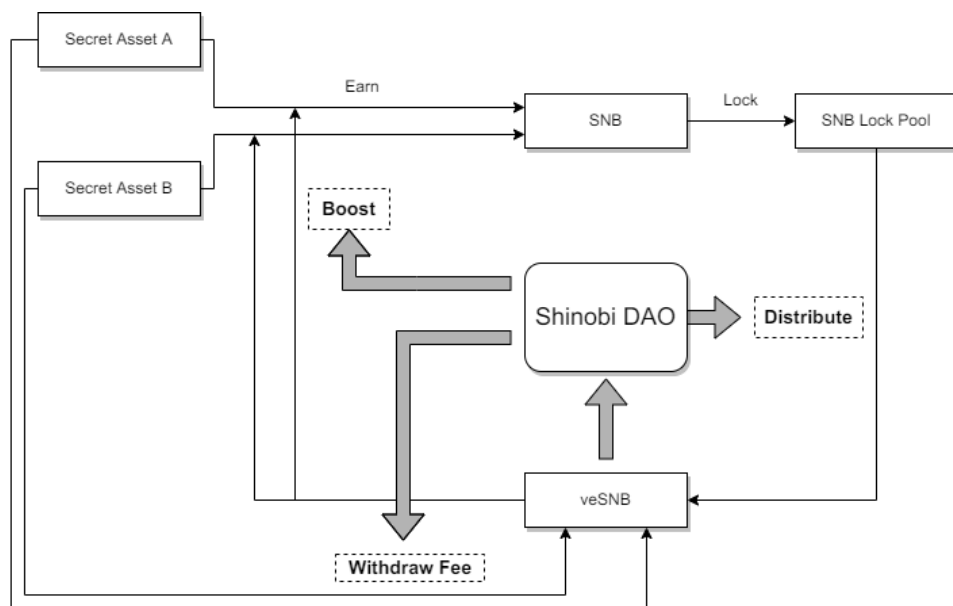 Secret Asset A
Earn
Lock
SNB
SNB Lock Pool
Secret Asset B
Boost
Shinobi DAO
Distribute
veSNB
Withdraw Fee